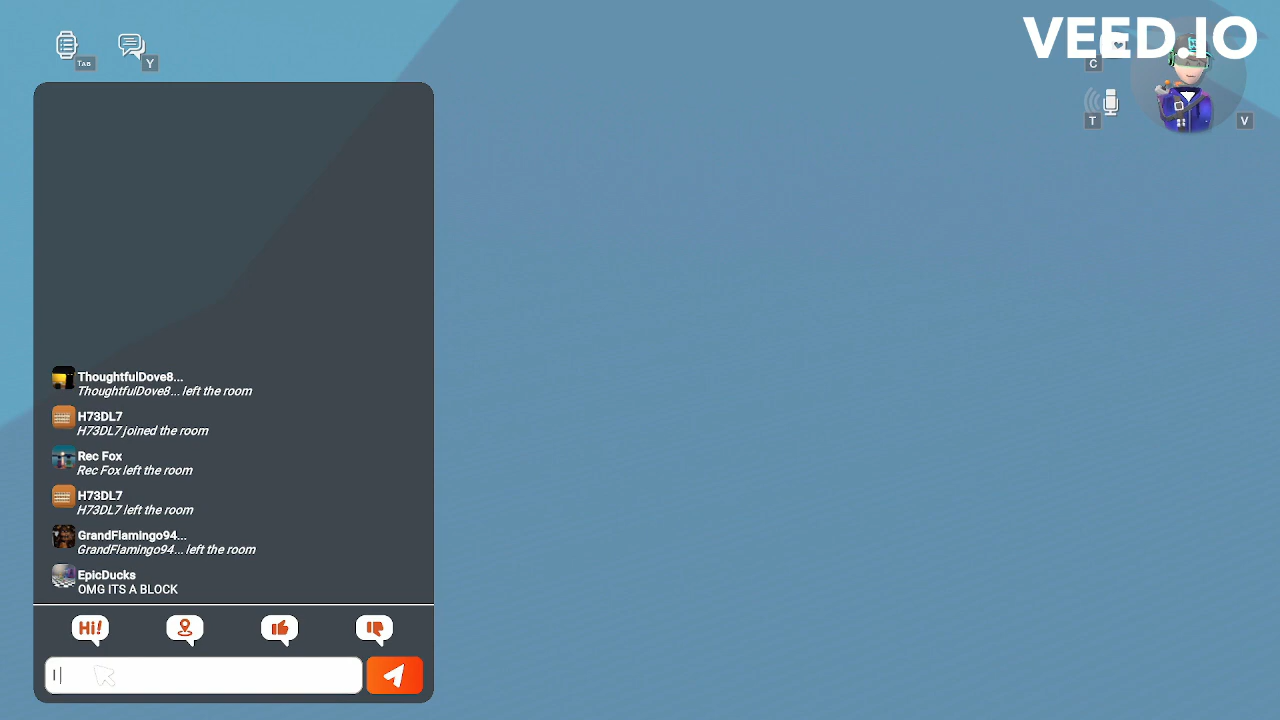 VEED.IO
TAB
Y
C
T
V
ThoughtfulDove8...
ThoughtfulDove8... left the room
H73DL7
H73DL7 joined the room
Rec Fox
Rec Fox left the room
H73DL7
H73DL7 left the room
GrandFlamingo94...
GrandFlamingo94... left the room
EpicDucks
OMG ITS A BLOCK
Hi!
I